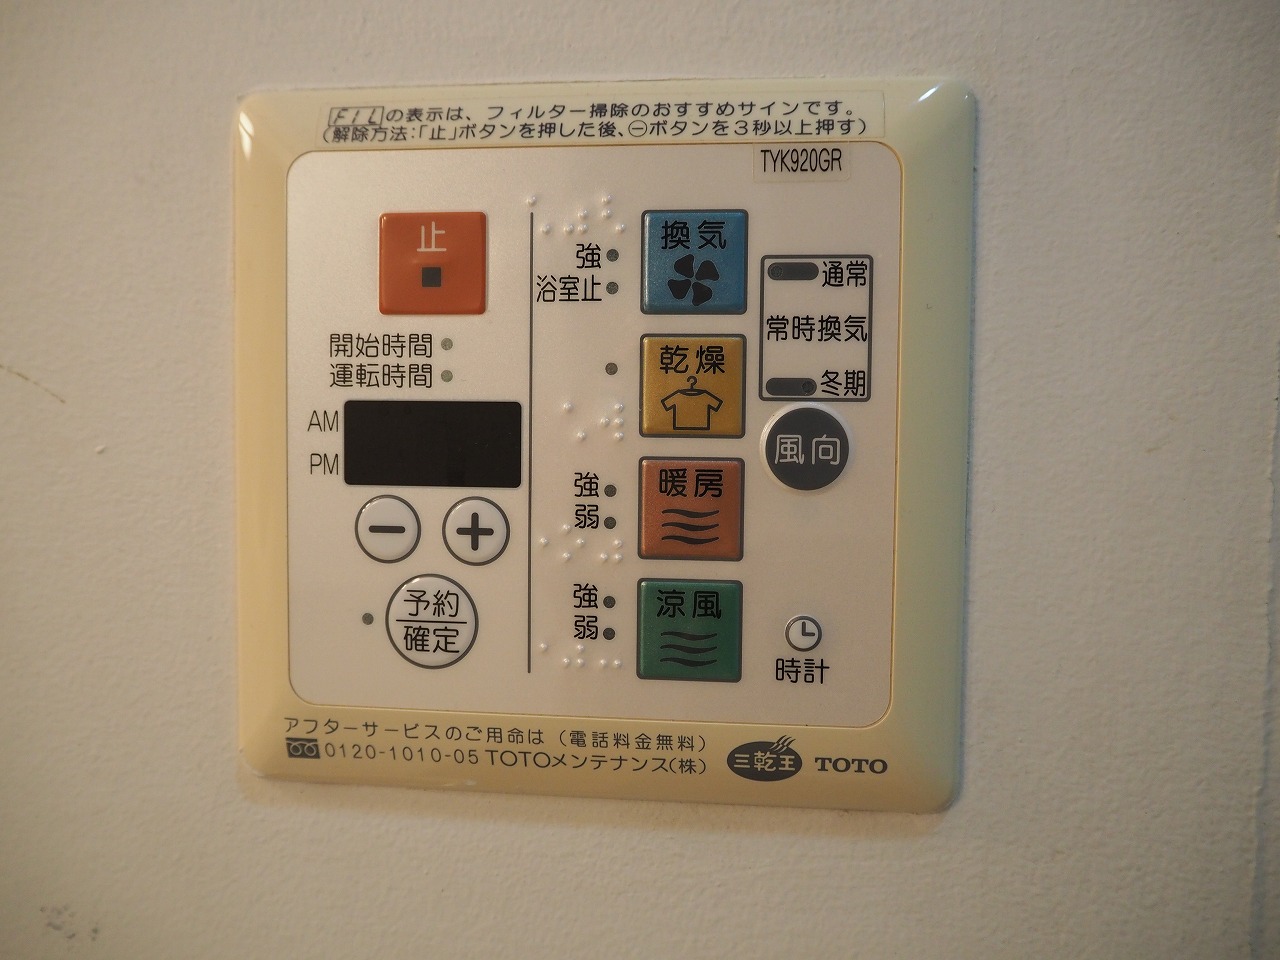 FILの表示は、フィルター掃除のおすすめサインです。
(解除方法:「止」ボタンを押した後、⊖ボタンを3秒以上押す)
TYK920GR
止
開始時間
運転時間
AM
PM
−
+
予約
確定
換気
強
浴室止
乾燥
暖房
強
弱
涼風
強
弱
通常
常時換気
冬期
風向
時計
アフターサービスのご用命は(電話料金無料)
0120-1010-05 TOTOメンテナンス(株)
三乾王
TOTO